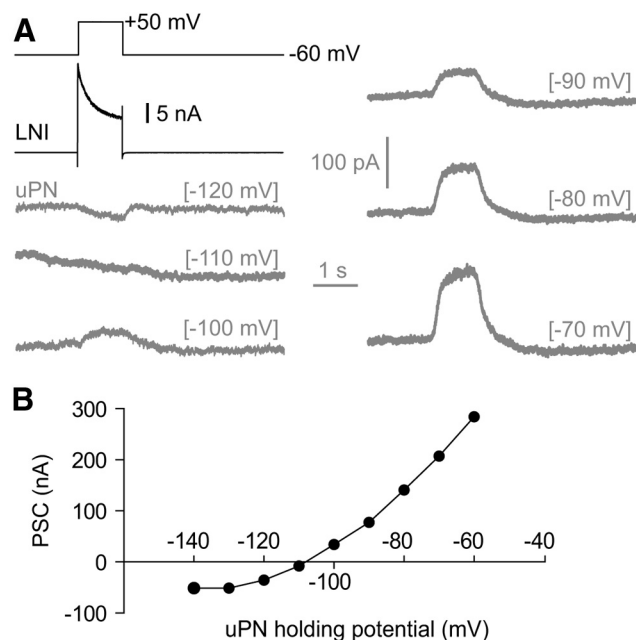 A
+50 mV
-60 mV
5 nA
LNI
uPN
[-120 mV]
[-110 mV]
[-100 mV]
[-90 mV]
100 pA
[-80 mV]
1 s
[-70 mV]
B
300
200
100
0
-100
PSC (nA)
-140 -120 -80 -60 -40
-100
uPN holding potential (mV)